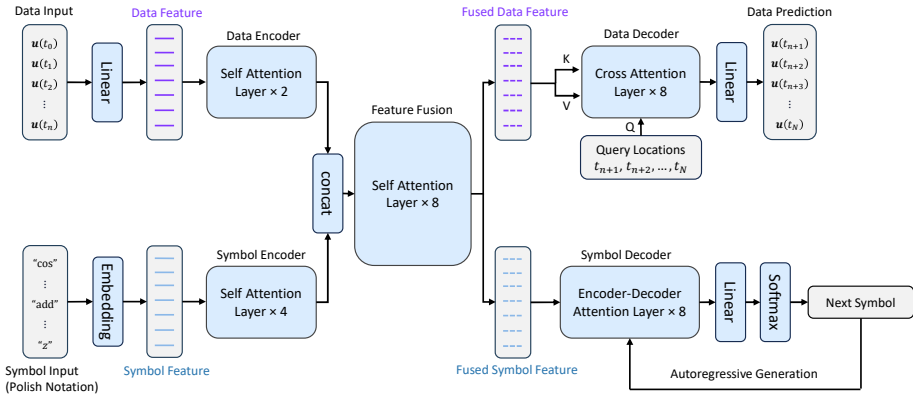 Data Input
Data Feature
Fused Data Feature
Data Prediction
𝒖(t₀)
𝒖(t₁)
𝒖(t₂)
⋮
𝒖(tₙ)
Linear
Data Encoder
Self Attention
Layer × 2
K
V
Data Decoder
Cross Attention
Layer × 8
Q
Query Locations
tₙ₊₁, tₙ₊₂, …, t_N
Linear
𝒖(tₙ₊₁)
𝒖(tₙ₊₂)
𝒖(tₙ₊₃)
⋮
𝒖(t_N)
concat
Feature Fusion
Self Attention
Layer × 8
“cos”
⋮
“add”
⋮
“z”
Embedding
Symbol Encoder
Self Attention
Layer × 4
Symbol Decoder
Encoder-Decoder
Attention Layer × 8
Linear
Softmax
Next Symbol
Symbol Input
(Polish Notation)
Symbol Feature
Fused Symbol Feature
Autoregressive Generation